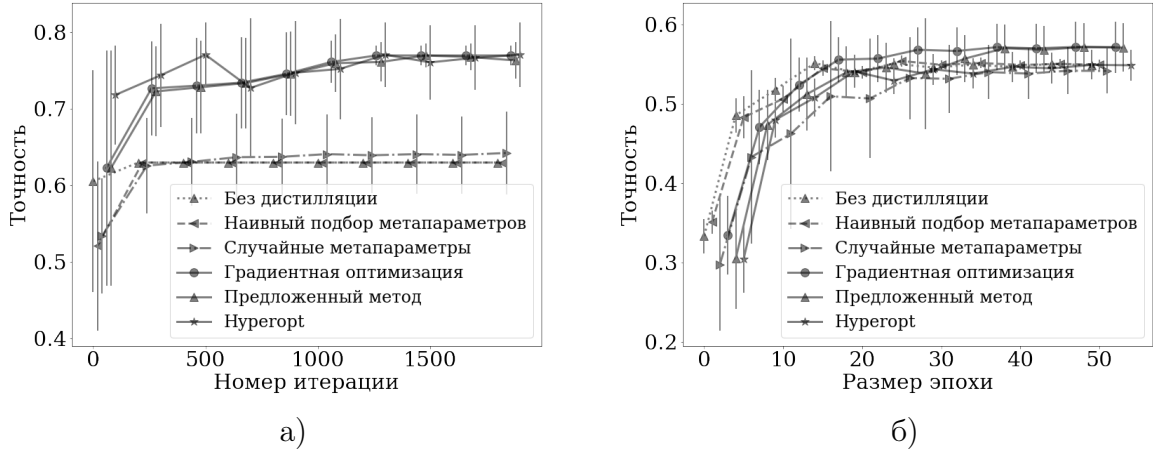 0.8
0.7
0.6
0.5
0.4
Точность
Без дистилляции
Наивный подбор метапараметров
Случайные метапараметры
Градиентная оптимизация
Предложенный метод
Hyperopt
0 500 1000 1500
Номер итерации
а)
0.6
0.5
0.4
0.3
0.2
Точность
Без дистилляции
Наивный подбор метапараметров
Случайные метапараметры
Градиентная оптимизация
Предложенный метод
Hyperopt
0 10 20 30 40 50
Размер эпохи
б)